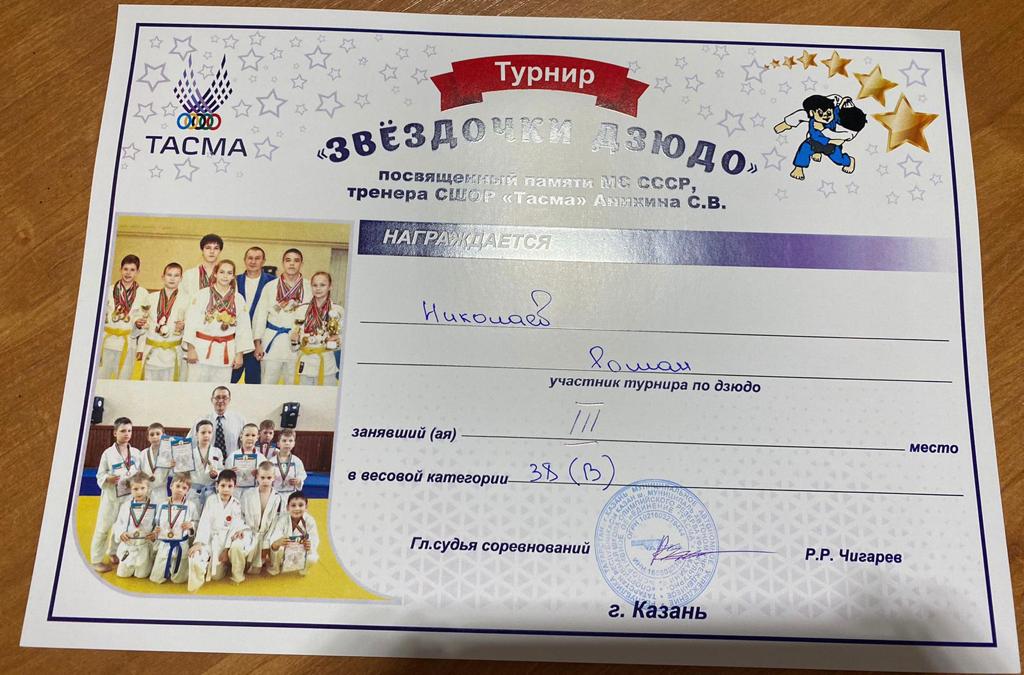 ТАСМА
Турнир
«ЗВЁЗДОЧКИ ДЗЮДО»
посвященный памяти МС СССР,
тренера СШОР «Тасма» Аникина С.В.
НАГРАЖДАЕТСЯ
Николаев
Роман
участник турнира по дзюдо
занявший (ая) III место
в весовой категории 38 (В)
Гл.судья соревнований Р.Р. Чигарев
г. Казань